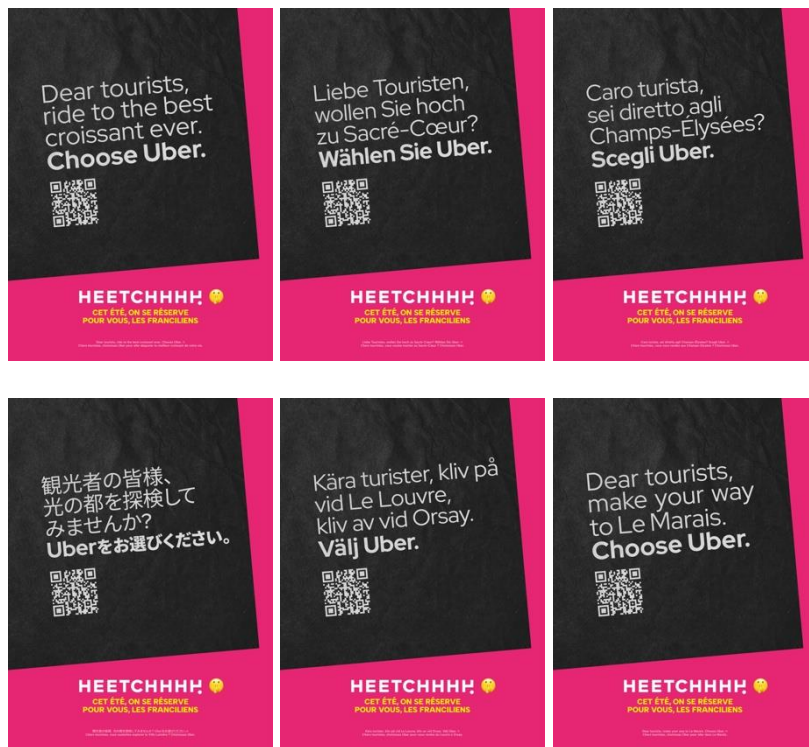 Dear tourists,
ride to the best
croissant ever.
Choose Uber.
HEETCHHHH
CET ÉTÉ, ON SE RÉSERVE
POUR VOUS, LES FRANCILIENS
Liebe Touristen,
wollen Sie hoch
zu Sacré-Cœur?
Wählen Sie Uber.
HEETCHHHH
CET ÉTÉ, ON SE RÉSERVE
POUR VOUS, LES FRANCILIENS
Caro turista,
sei diretto agli
Champs-Élysées?
Scegli Uber.
HEETCHHHH
CET ÉTÉ, ON SE RÉSERVE
POUR VOUS, LES FRANCILIENS
観光者の皆様、
光の都を探検して
みませんか?
Uberをお選びください。
HEETCHHHH
CET ÉTÉ, ON SE RÉSERVE
POUR VOUS, LES FRANCILIENS
Kära turister, kliv på
vid Le Louvre,
kliv av vid Orsay.
Välj Uber.
HEETCHHHH
CET ÉTÉ, ON SE RÉSERVE
POUR VOUS, LES FRANCILIENS
Dear tourists,
make your way
to Le Marais.
Choose Uber.
HEETCHHHH
CET ÉTÉ, ON SE RÉSERVE
POUR VOUS, LES FRANCILIENS